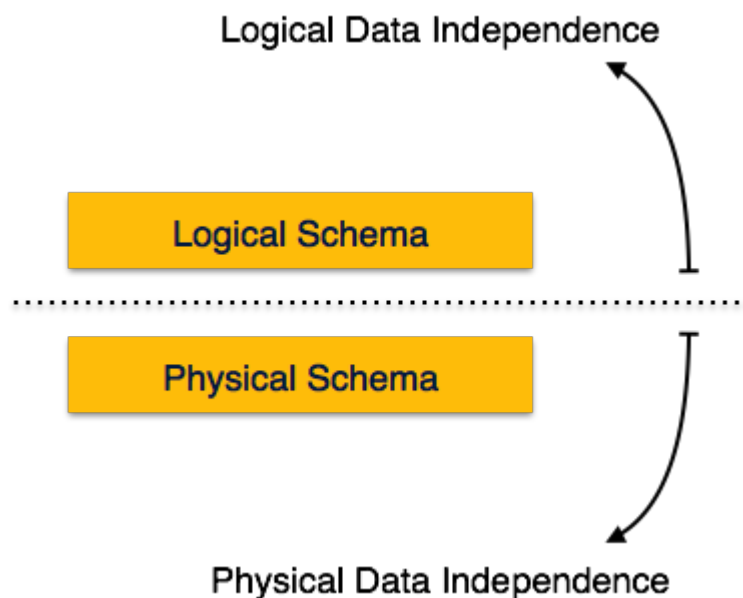 Logical Data Independence
Logical Schema
Physical Schema
Physical Data Independence